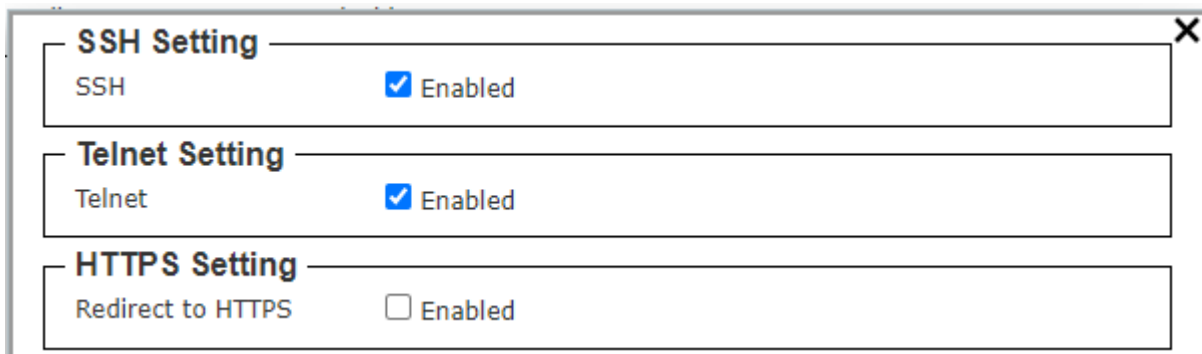 SSH Setting
SSH Enabled
Telnet Setting
Telnet Enabled
HTTPS Setting
Redirect to HTTPS Enabled